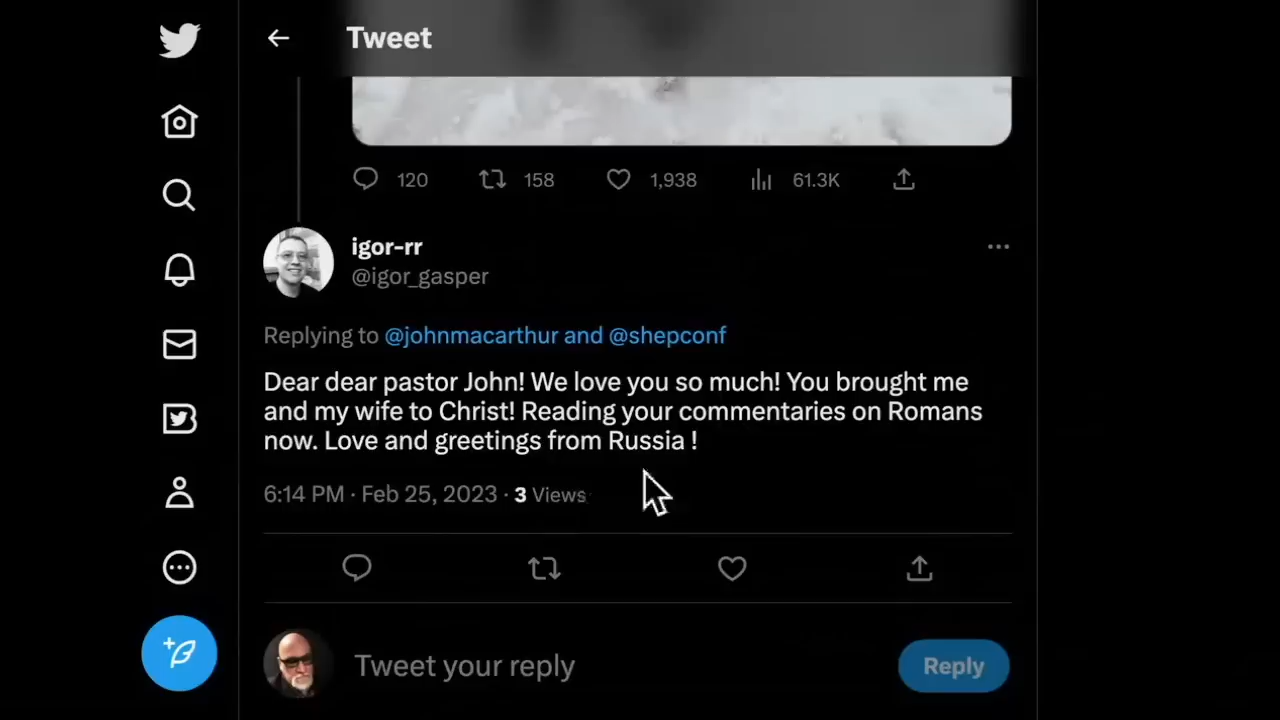 Tweet
120 158 1,938 61.3K
igor-rr
@igor_gasper
Replying to @johnmacarthur and @shepconf
Dear dear pastor John! We love you so much! You brought me
and my wife to Christ! Reading your commentaries on Romans
now. Love and greetings from Russia !
6:14 PM · Feb 25, 2023 · 3 Views
Tweet your reply
Reply